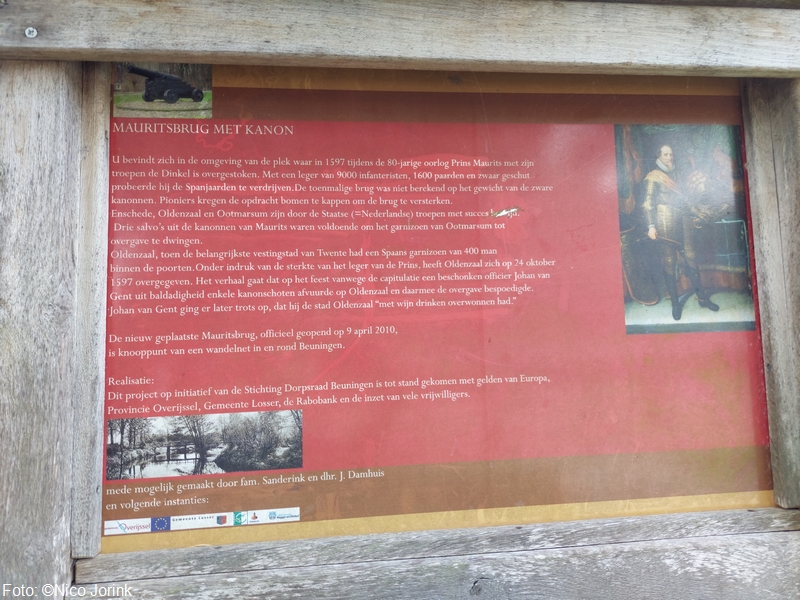 MAURITSBRUG MET KANON
U bevindt zich in de omgeving van de plek waar in 1597 tijdens de 80-jarige oorlog Prins Maurits met zijn
troepen de Dinkel is overgestoken. Met een leger van 9000 infanteristen, 1600 paarden en zwaar geschut
probeerde hij de Spanjaarden te verdrijven.De toenmalige brug was niet berekend op het gewicht van de zware
kanonnen. Pioniers kregen de opdracht bomen te kappen om de brug te versterken.
Enschede, Oldenzaal en Ootmarsum zijn door de Staatse (=Nederlandse) troepen met succes
Drie salvo's uit de kanonnen van Maurits waren voldoende om het garnizoen van Ootmarsum tot
overgave te dwingen.
Oldenzaal, toen de belangrijkste vestingstad van Twente had een Spaans garnizoen van 400 man
binnen de poorten.Onder indruk van de sterkte van het leger van de Prins, heeft Oldenzaal zich op 24 oktober
1597 overgegeven. Het verhaal gaat dat op het feest vanwege de capitulatie een beschonken officier Johan van
Gent uit baldadigheid enkele kanonschoten afvuurde op Oldenzaal en daarmee de overgave bespoedigde.
Johan van Gent ging er later trots op, dat hij de stad Oldenzaal "met wijn drinken overwonnen had."
De nieuw geplaatste Mauritsbrug, officieel geopend op 9 april 2010,
is knooppunt van een wandelnet in en rond Beuningen.
Realisatie:
Dit project op initiatief van de Stichting Dorpsraad Beuningen is tot stand gekomen met gelden van Europa,
Provincie Overijssel, Gemeente Losser, de Rabobank en de inzet van vele vrijwilligers.
mede mogelijk gemaakt door fam. Sanderink en dhr. J. Damhuis
en volgende instanties:
Overijssel Gemeente Losser
Foto: ©Nico Jorink